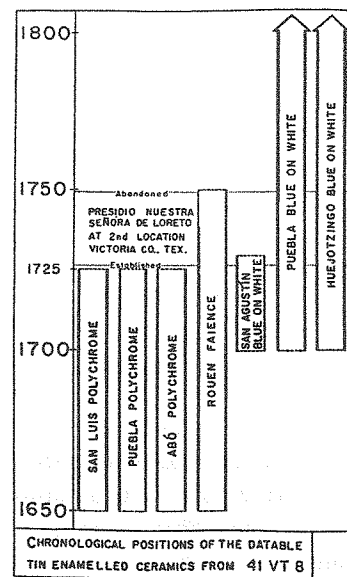 1800
1750
1725
1700
1650
Abandoned
PRESIDIO NUESTRA
SEÑORA DE LORETO
AT 2nd LOCATION
VICTORIA CO., TEX.
Established
SAN LUIS POLYCHROME
PUEBLA POLYCHROME
ABÓ POLYCHROME
ROUEN FAIENCE
SAN AGUSTÍN
BLUE ON WHITE
PUEBLA BLUE ON WHITE
HUEJOTZINGO BLUE ON WHITE
CHRONOLOGICAL POSITIONS OF THE DATABLE
TIN ENAMELLED CERAMICS FROM 41 VT 8